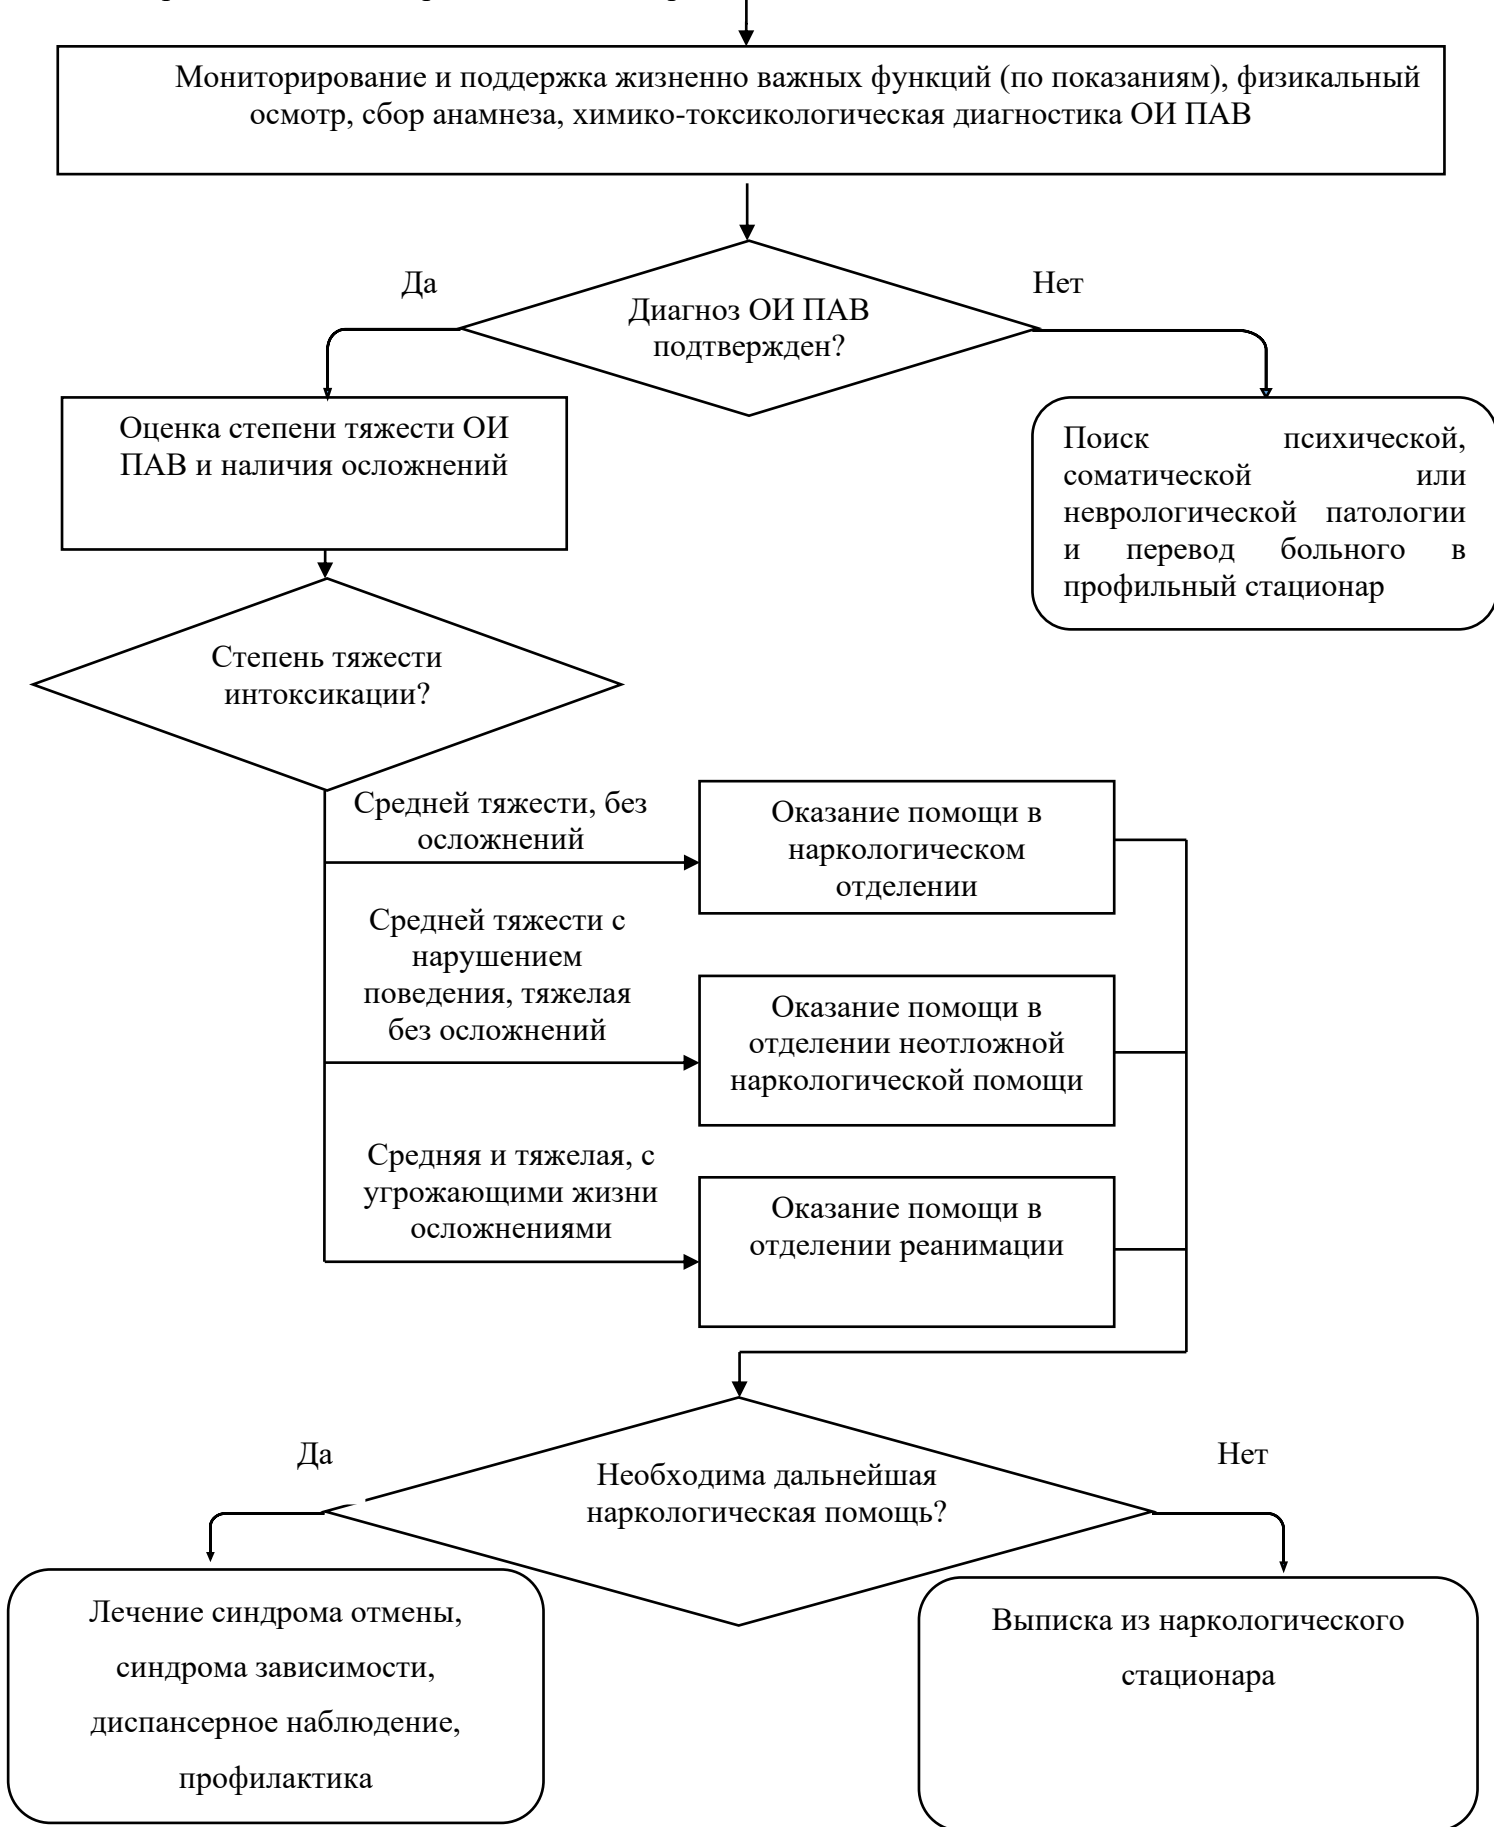 Мониторирование и поддержка жизненно важных функций (по показаниям), физикальный
осмотр, сбор анамнеза, химико-токсикологическая диагностика ОИ ПАВ
Да
Нет
Диагноз ОИ ПАВ
подтвержден?
Оценка степени тяжести ОИ
ПАВ и наличия осложнений
Поиск психической,
соматической или
неврологической патологии
и перевод больного в
профильный стационар
Степень тяжести
интоксикации?
Средней тяжести, без
осложнений
Оказание помощи в
наркологическом
отделении
Средней тяжести с
нарушением
поведения, тяжелая
без осложнений
Оказание помощи в
отделении неотложной
наркологической помощи
Средняя и тяжелая, с
угрожающими жизни
осложнениями
Оказание помощи в
отделении реанимации
Да
Нет
Необходима дальнейшая
наркологическая помощь?
Лечение синдрома отмены,
синдрома зависимости,
диспансерное наблюдение,
профилактика
Выписка из наркологического
стационара